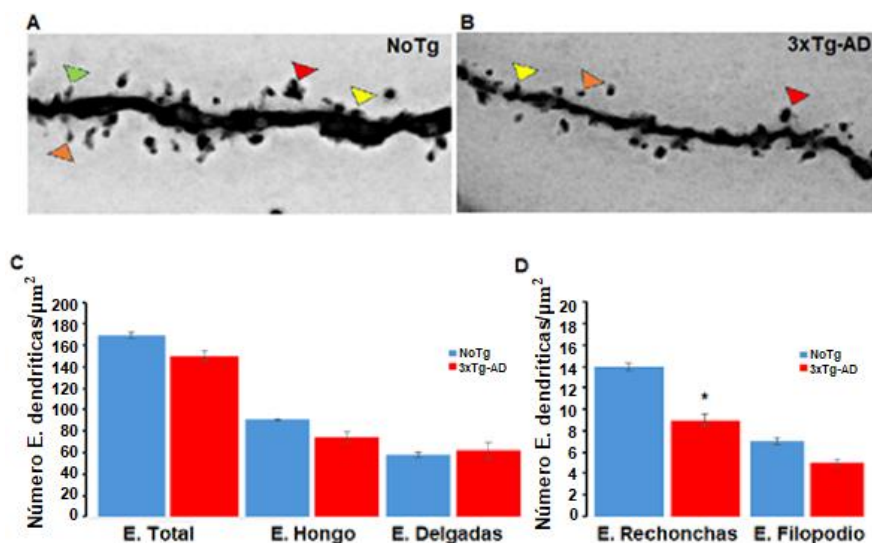 A
NoTg
B
3xTg-AD
C
Número E. dendríticas/µm²
200
180
160
140
120
100
80
60
40
20
0
NoTg
3xTg-AD
E. Total
E. Hongo
E. Delgadas
D
Número E. dendríticas/µm²
20
18
16
14
12
10
8
6
4
2
0
*
NoTg
3xTg-AD
E. Rechonchas
E. Filopodio